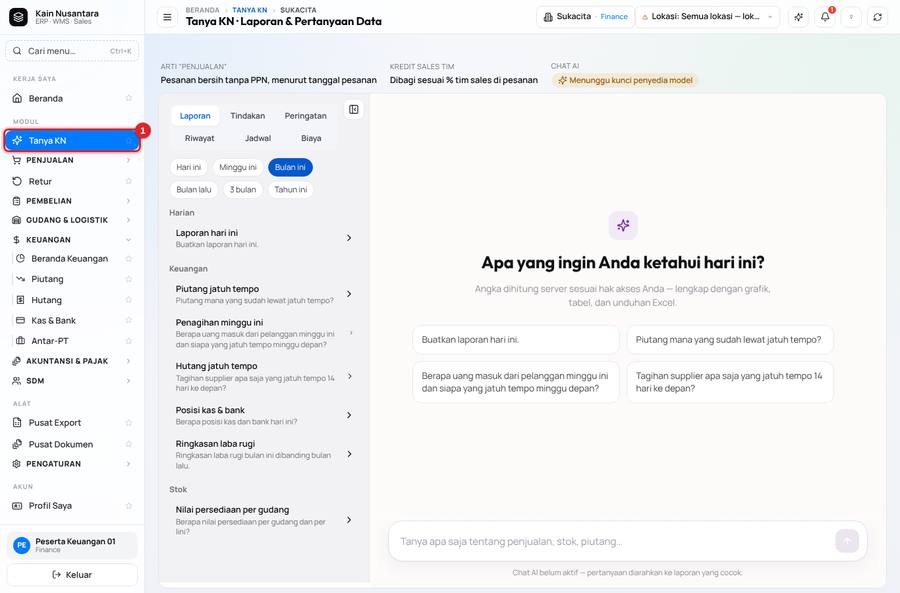 Kain Nusantara
ERP · WMS · Sales
Cari menu...
Ctrl+K
KERJA SAYA
Beranda
MODUL
Tanya KN
1
PENJUALAN
Retur
PEMBELIAN
GUDANG & LOGISTIK
KEUANGAN
Beranda Keuangan
Piutang
Hutang
Kas & Bank
Antar-PT
AKUNTANSI & PAJAK
SDM
ALAT
Pusat Export
Pusat Dokumen
PENGATURAN
AKUN
Profil Saya
PE
Peserta Keuangan 01
Finance
Keluar
BERANDA › TANYA KN › SUKACITA
Tanya KN · Laporan & Pertanyaan Data
Sukacita · Finance
Lokasi: Semua lokasi — lok...
1
ARTI "PENJUALAN"
Pesanan bersih tanpa PPN, menurut tanggal pesanan
KREDIT SALES TIM
Dibagi sesuai % tim sales di pesanan
CHAT AI
Menunggu kunci penyedia model
Laporan
Tindakan
Peringatan
Riwayat
Jadwal
Biaya
Hari ini
Minggu ini
Bulan ini
Bulan lalu
3 bulan
Tahun ini
Harian
Laporan hari ini
Buatkan laporan hari ini.
Keuangan
Piutang jatuh tempo
Piutang mana yang sudah lewat jatuh tempo?
Penagihan minggu ini
Berapa uang masuk dari pelanggan minggu ini
dan siapa yang jatuh tempo minggu depan?
Hutang jatuh tempo
Tagihan supplier apa saja yang jatuh tempo 14
hari ke depan?
Posisi kas & bank
Berapa posisi kas dan bank hari ini?
Ringkasan laba rugi
Ringkasan laba rugi bulan ini dibanding bulan
lalu.
Stok
Nilai persediaan per gudang
Berapa nilai persediaan per gudang dan per
lini?
Apa yang ingin Anda ketahui hari ini?
Angka dihitung server sesuai hak akses Anda — lengkap dengan grafik,
tabel, dan unduhan Excel.
Buatkan laporan hari ini.
Piutang mana yang sudah lewat jatuh tempo?
Berapa uang masuk dari pelanggan minggu ini
dan siapa yang jatuh tempo minggu depan?
Tagihan supplier apa saja yang jatuh tempo 14
hari ke depan?
Tanya apa saja tentang penjualan, stok, piutang...
Chat AI belum aktif — pertanyaan diarahkan ke laporan yang cocok.